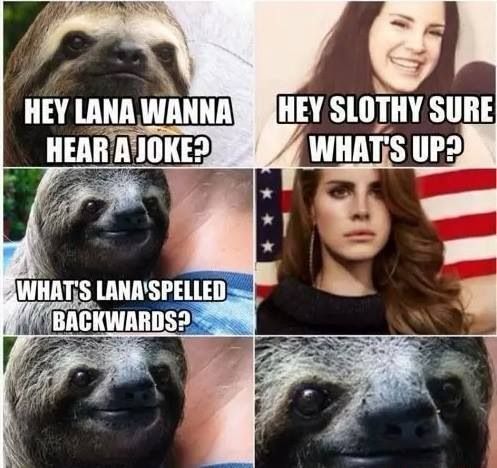 HEY LANA WANNA
HEAR A JOKE?
HEY SLOTHY SURE
WHAT'S UP?
WHAT'S LANA SPELLED
BACKWARDS?